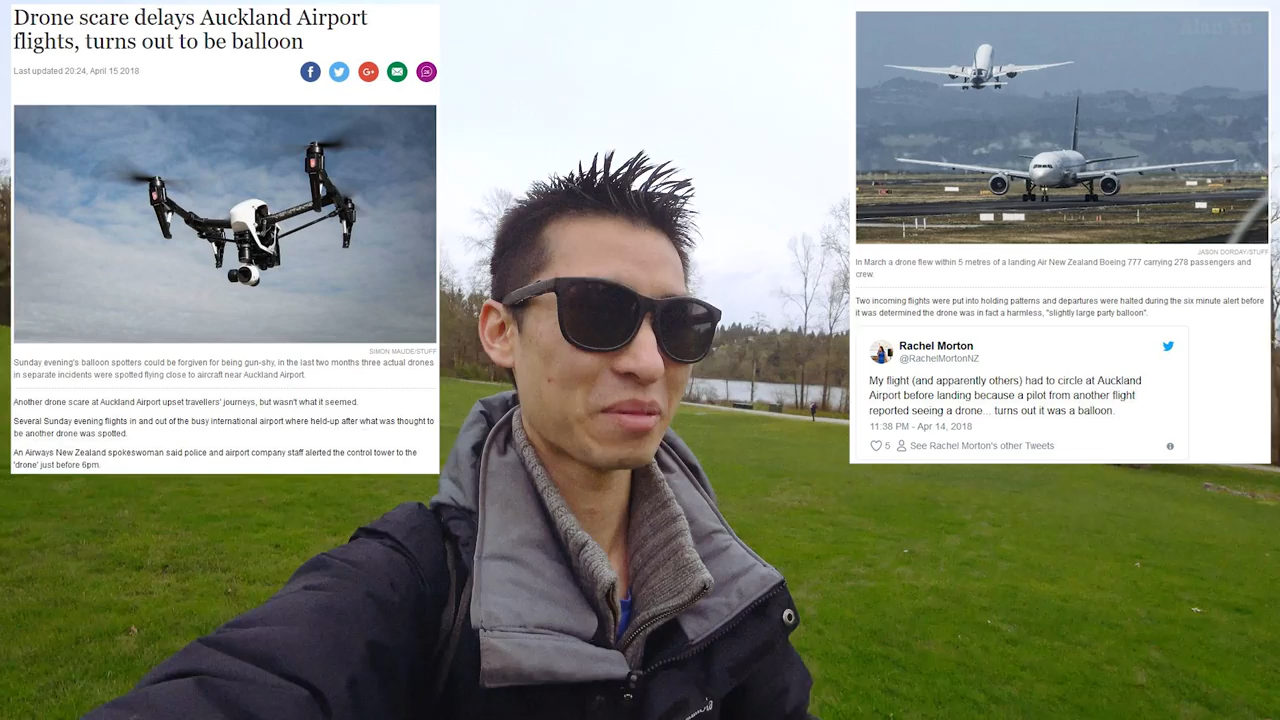 Drone scare delays Auckland Airport
flights, turns out to be balloon
Last updated 20:24, April 15 2018
SIMON MAUDE/STUFF
Sunday evening's balloon spotters could be forgiven for being gun-shy, in the last two months three actual drones
in separate incidents were spotted flying close to aircraft near Auckland Airport.
Another drone scare at Auckland Airport upset travellers' journeys, but wasn't what it seemed.
Several Sunday evening flights in and out of the busy international airport where held-up after what was thought to
be another drone was spotted.
An Airways New Zealand spokeswoman said police and airport company staff alerted the control tower to the
'drone' just before 6pm.
Alan Yu
JASON DORDAY/STUFF
In March a drone flew within 5 metres of a landing Air New Zealand Boeing 777 carrying 278 passengers and
crew.
Two incoming flights were put into holding patterns and departures were halted during the six minute alert before
it was determined the drone was in fact a harmless, "slightly large party balloon".
Rachel Morton
@RachelMortonNZ
My flight (and apparently others) had to circle at Auckland
Airport before landing because a pilot from another flight
reported seeing a drone... turns out it was a balloon.
11:38 PM - Apr 14, 2018
5 See Rachel Morton's other Tweets